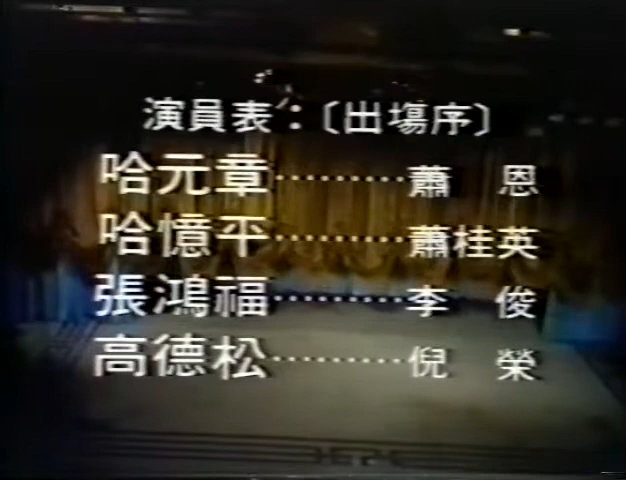 演員表：〔出場序〕
哈元章………蕭 恩
哈憶平………蕭桂英
張鴻福………李 俊
高德松………倪 榮